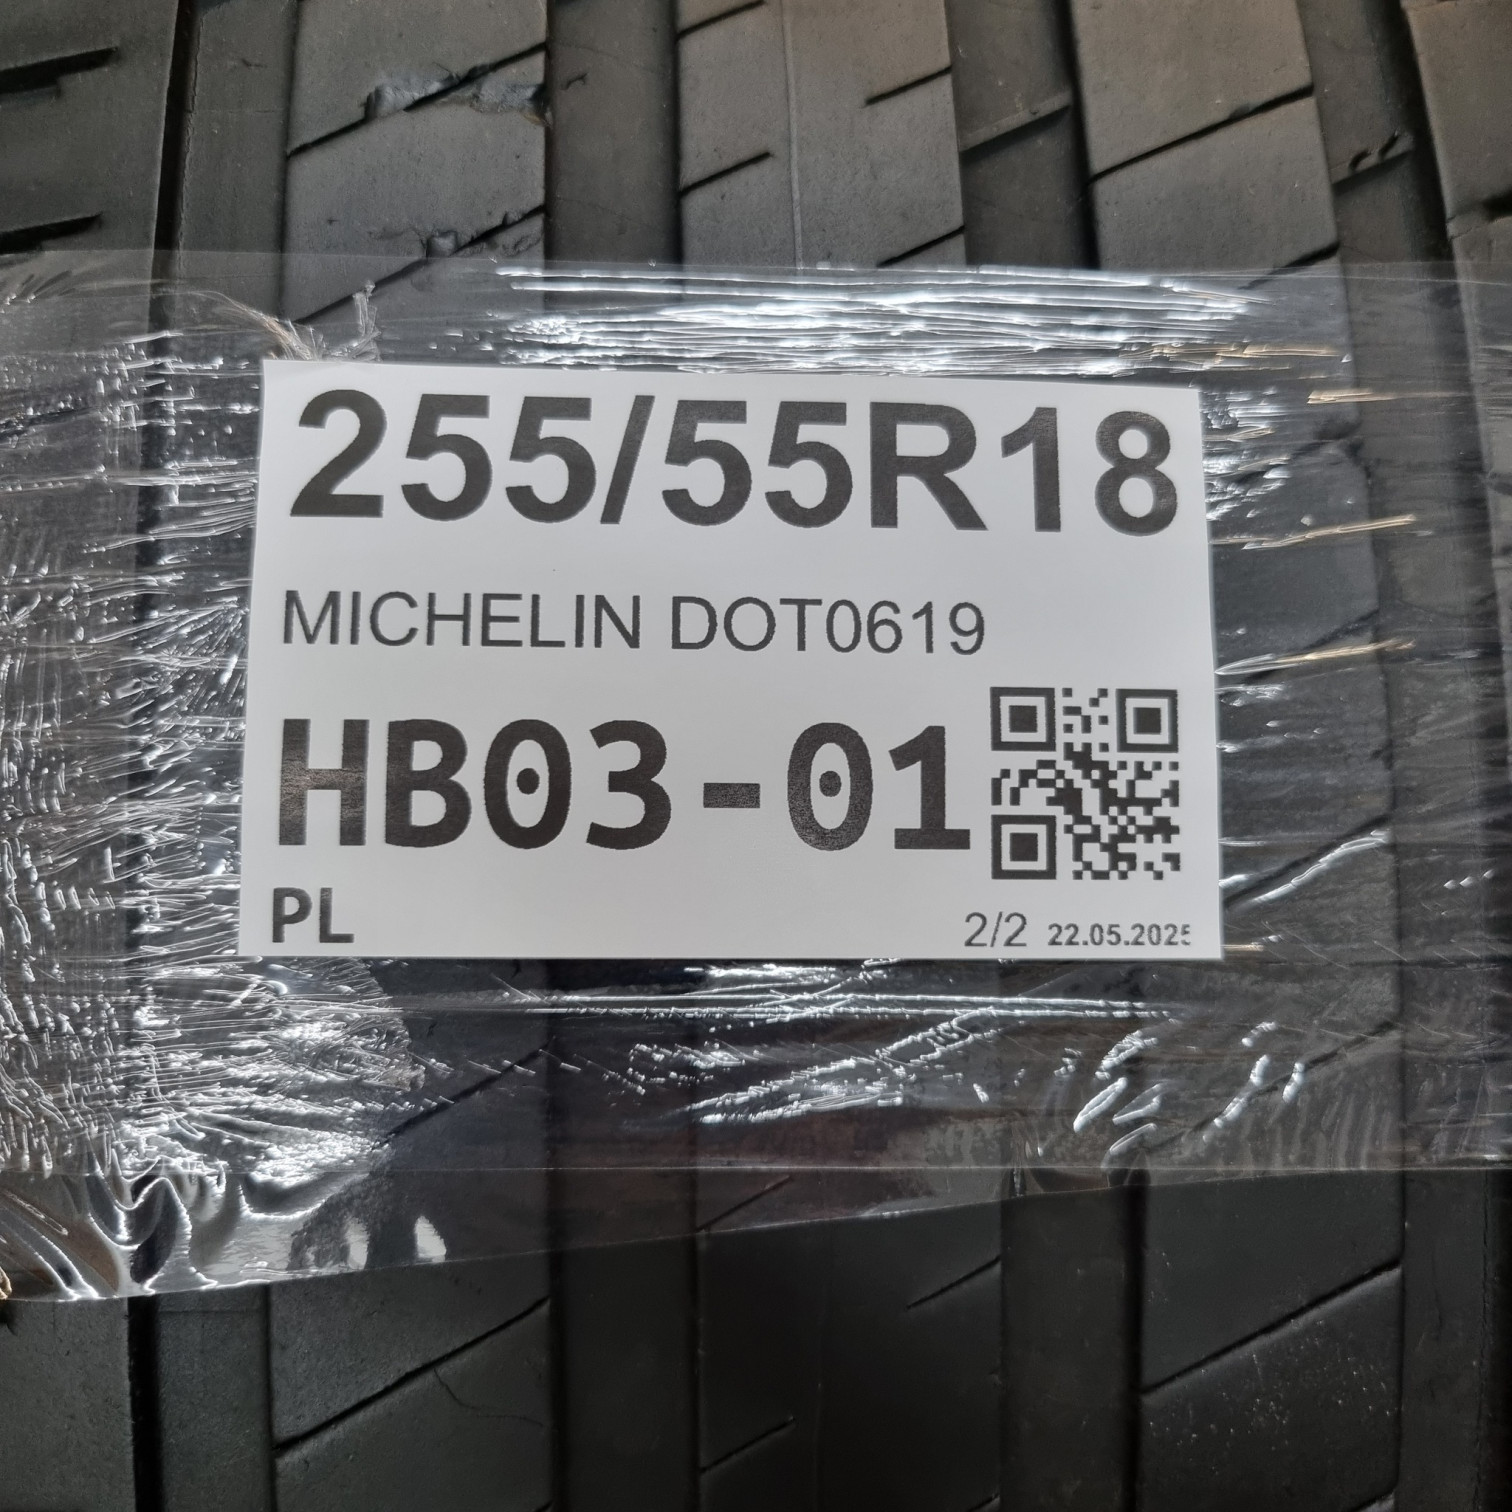 255/55R18
MICHELIN DOT0619
HB03-01
PL
2/2 22.05.2025